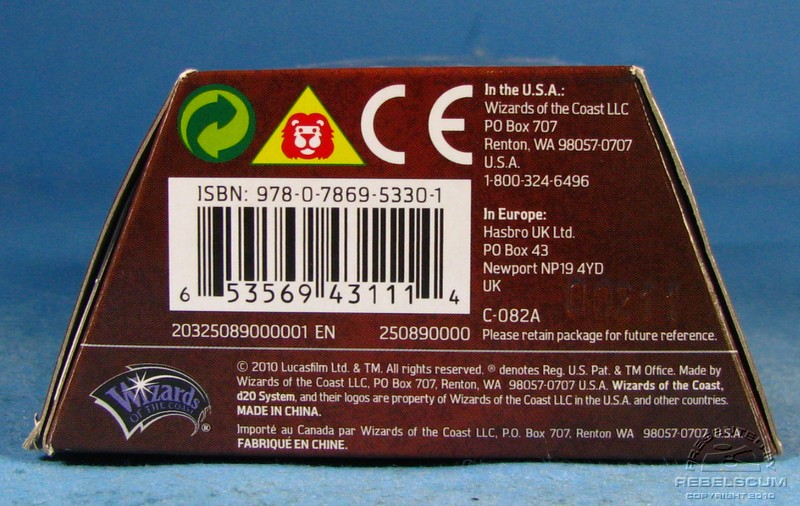 In the U.S.A.:
Wizards of the Coast LLC
PO Box 707
Renton, WA 98057-0707
U.S.A.
1-800-324-6496
CE
ISBN: 978-0-7869-5330-1
6 53569 43111 4
20325089000001 EN 250890000
In Europe:
Hasbro UK Ltd.
PO Box 43
Newport NP19 4YD
UK
C-082A
Please retain package for future reference.
Wizards
OF THE COAST
®
© 2010 Lucasfilm Ltd. & TM. All rights reserved. ® denotes Reg. U.S. Pat. & TM Office. Made by
Wizards of the Coast LLC, PO Box 707, Renton, WA 98057-0707 U.S.A. Wizards of the Coast,
d20 System, and their logos are property of Wizards of the Coast LLC in the U.S.A. and other countries.
MADE IN CHINA.
Importé au Canada par Wizards of the Coast LLC, P.O. Box 707, Renton WA 98057-0707 U.S.A.
FABRIQUÉ EN CHINE.
REBELSCUM
COPYRIGHT 2010